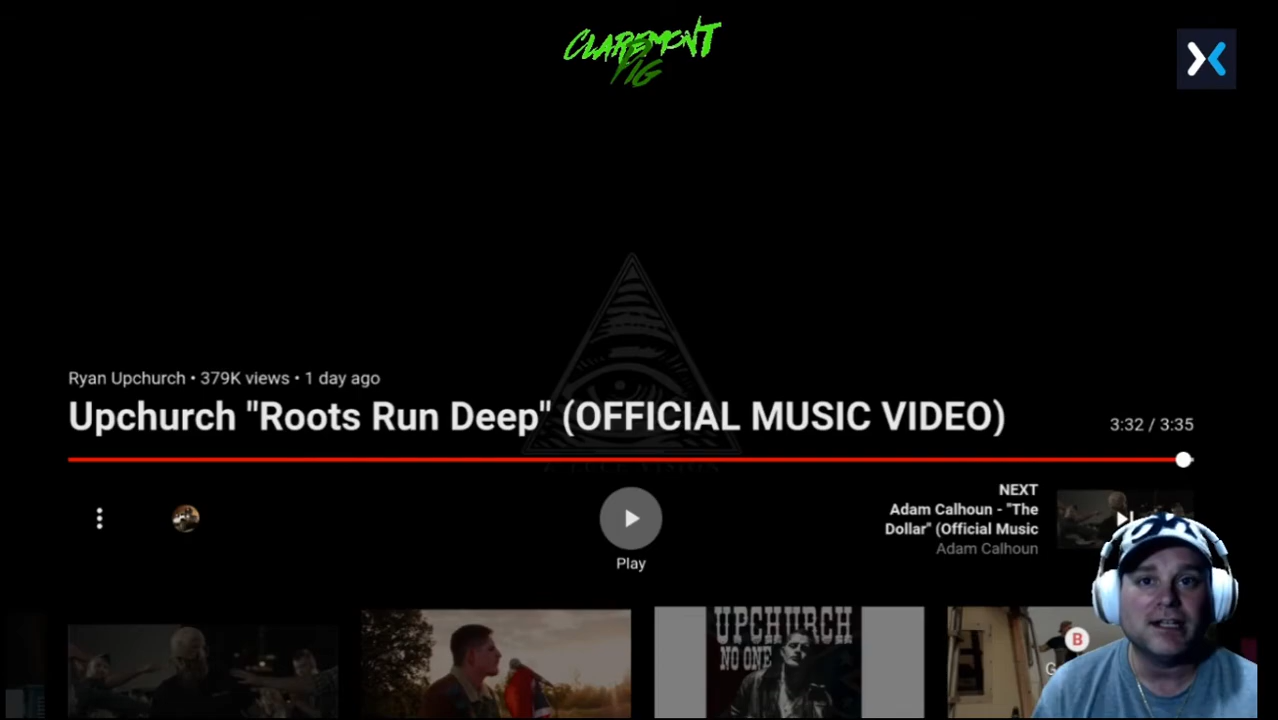 CLAREMONT
PIG
Ryan Upchurch • 379K views • 1 day ago
Upchurch "Roots Run Deep" (OFFICIAL MUSIC VIDEO)
3:32 / 3:35
NEXT
Adam Calhoun - "The
Dollar" (Official Music
Adam Calhoun
Play
UPCHURCH
NO ONE
B
G